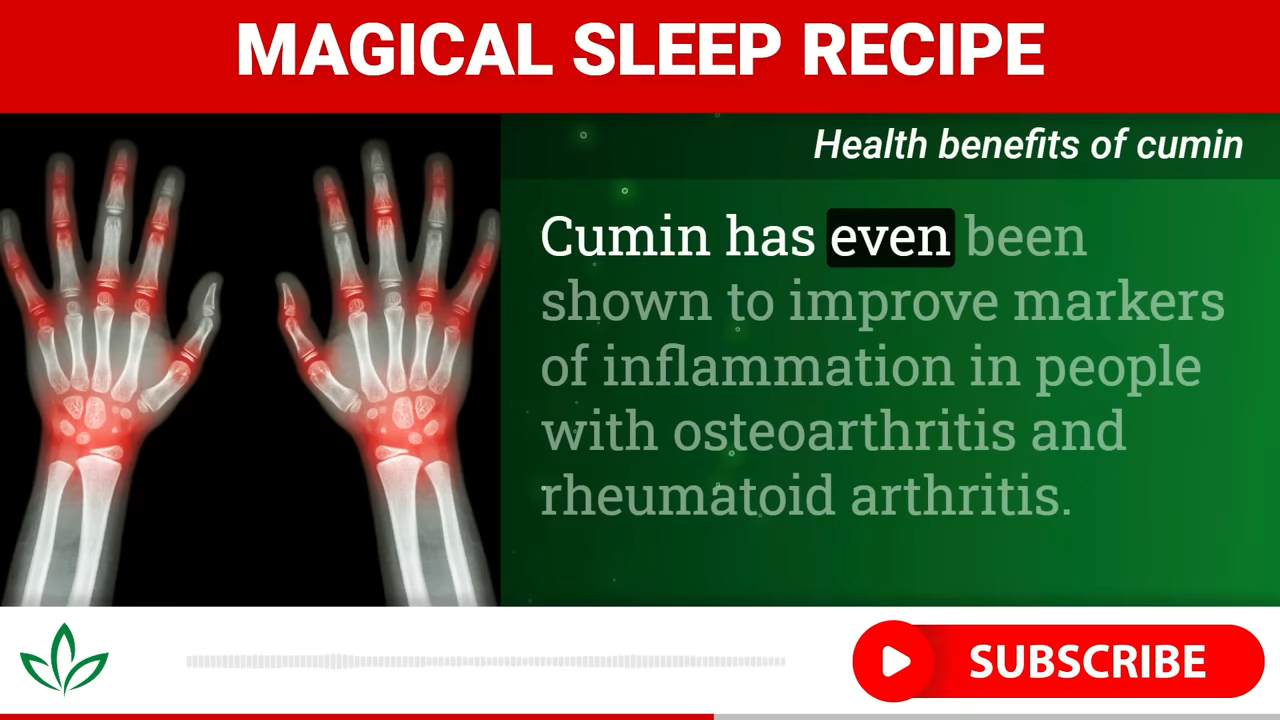 MAGICAL SLEEP RECIPE
Health benefits of cumin
Cumin has even been
shown to improve markers
of inflammation in people
with osteoarthritis and
rheumatoid arthritis.
SUBSCRIBE